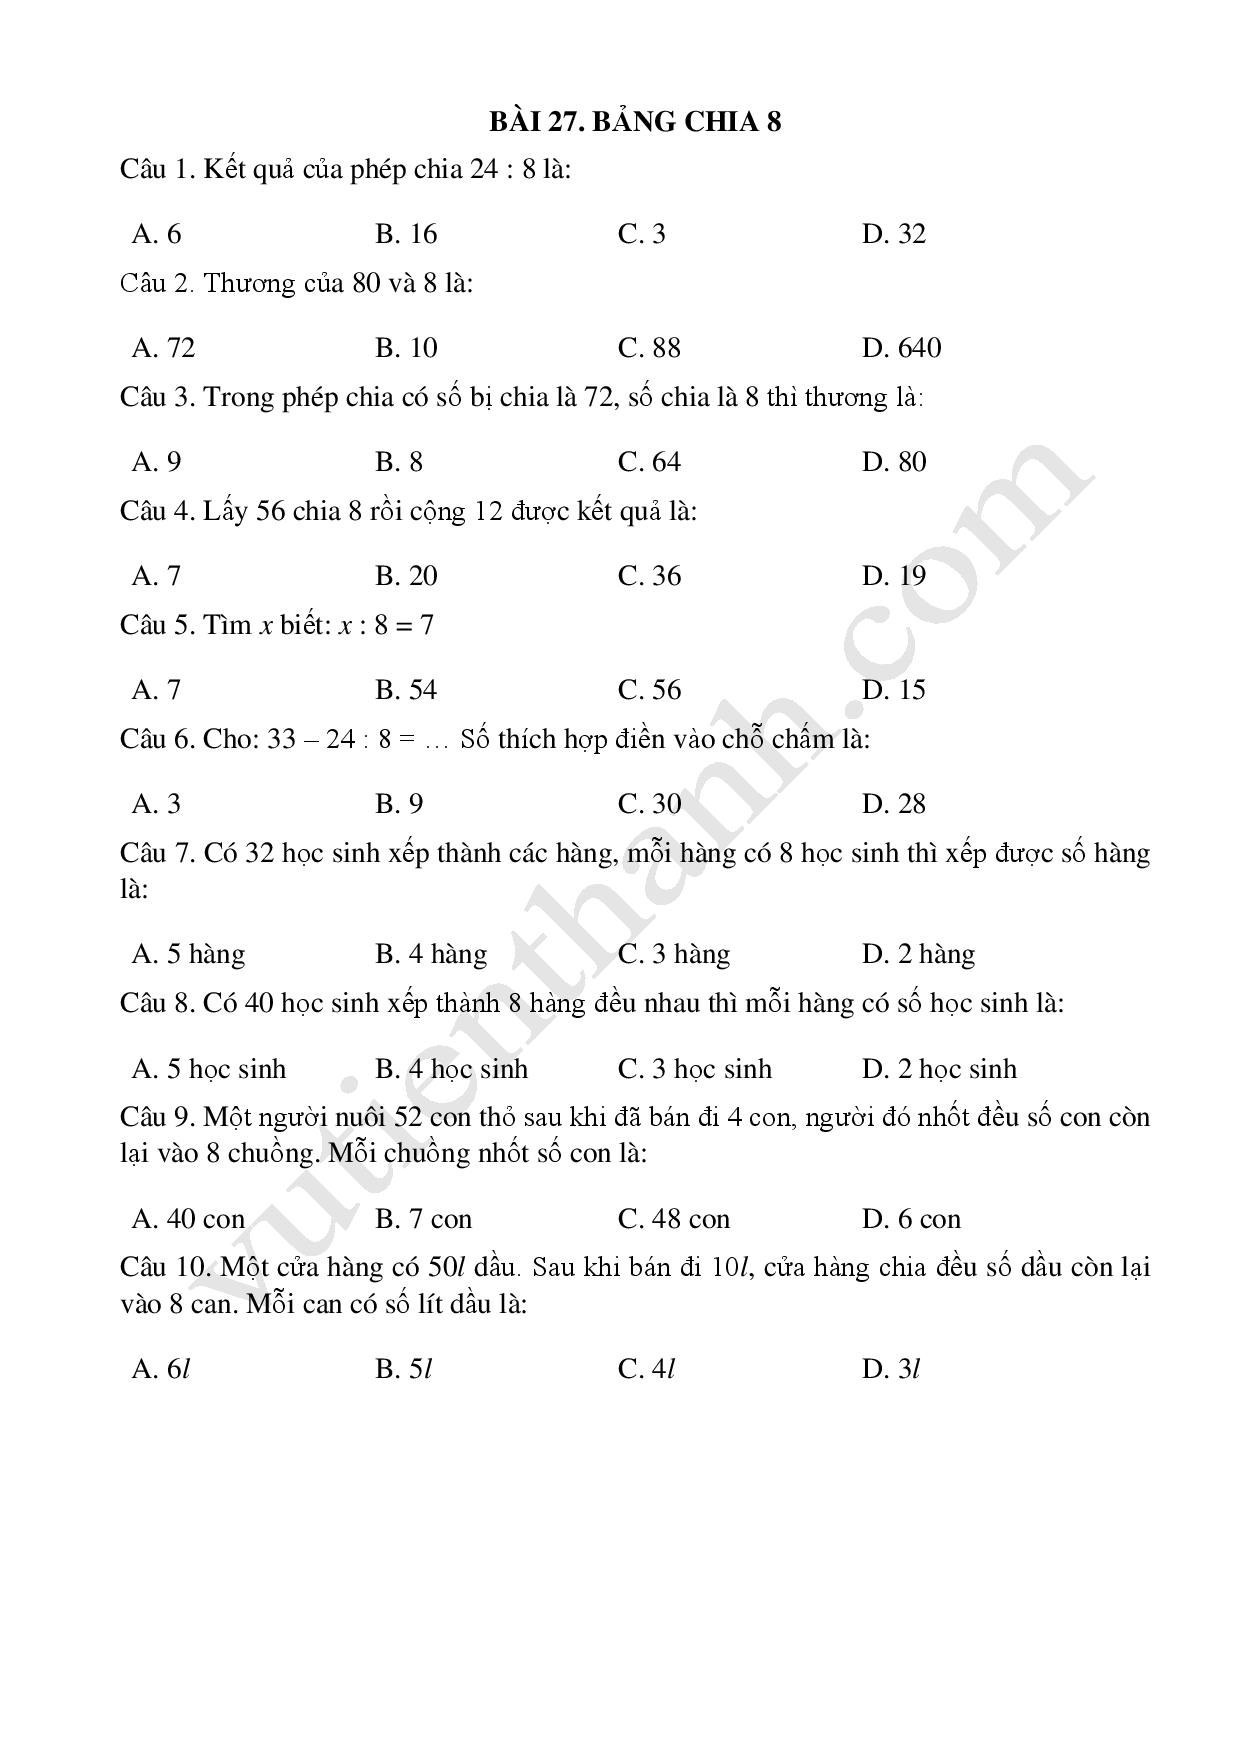 BÀI 27. BẢNG CHIA 8
Câu 1. Kết quả của phép chia 24 : 8 là:
A. 6 B. 16 C. 3 D. 32
Câu 2. Thương của 80 và 8 là:
A. 72 B. 10 C. 88 D. 640
Câu 3. Trong phép chia có số bị chia là 72, số chia là 8 thì thương là:
A. 9 B. 8 C. 64 D. 80
Câu 4. Lấy 56 chia 8 rồi cộng 12 được kết quả là:
A. 7 B. 20 C. 36 D. 19
Câu 5. Tìm x biết: x : 8 = 7
A. 7 B. 54 C. 56 D. 15
Câu 6. Cho: 33 – 24 : 8 = … Số thích hợp điền vào chỗ chấm là:
A. 3 B. 9 C. 30 D. 28
Câu 7. Có 32 học sinh xếp thành các hàng, mỗi hàng có 8 học sinh thì xếp được số hàng
là:
A. 5 hàng B. 4 hàng C. 3 hàng D. 2 hàng
Câu 8. Có 40 học sinh xếp thành 8 hàng đều nhau thì mỗi hàng có số học sinh là:
A. 5 học sinh B. 4 học sinh C. 3 học sinh D. 2 học sinh
Câu 9. Một người nuôi 52 con thỏ sau khi đã bán đi 4 con, người đó nhốt đều số con còn
lại vào 8 chuồng. Mỗi chuồng nhốt số con là:
A. 40 con B. 7 con C. 48 con D. 6 con
Câu 10. Một cửa hàng có 50l dầu. Sau khi bán đi 10l, cửa hàng chia đều số dầu còn lại
vào 8 can. Mỗi can có số lít dầu là:
A. 6l B. 5l C. 4l D. 3l
vutienthanh.com